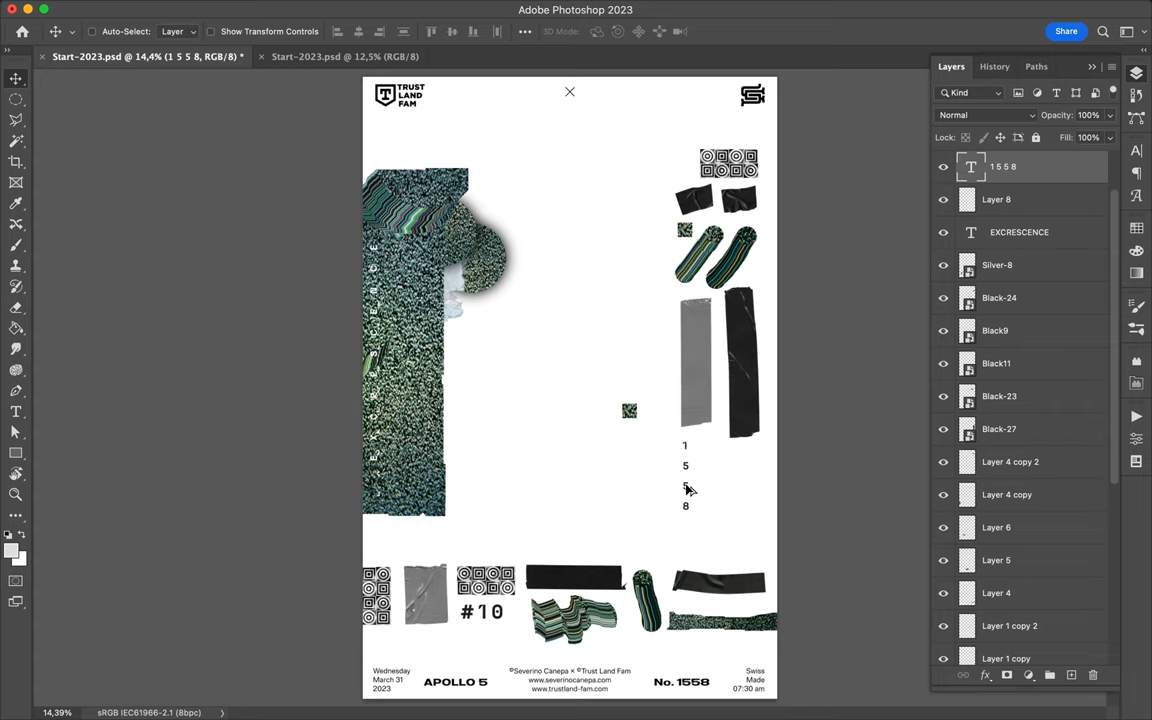 Adobe Photoshop 2023
Auto-Select:
Layer
Show Transform Controls
3D Mode:
Share
Start-2023.psd @ 14,4% (1 5 5 8, RGB/8) *
Start-2023.psd @ 12,5% (RGB/8)
TRUST
LAND
FAM
EXCRESCENCE
1
5
5
8
#10
Wednesday
March 31
2023
APOLLO 5
©Severino Canepa × ©Trust Land Fam
www.severinocanepa.com
www.trustland-fam.com
No. 1558
Swiss
Made
07:30 am
Layers
History
Paths
Kind
Normal
Opacity: 100%
Lock:
Fill: 100%
1 5 5 8
Layer 8
EXCRESCENCE
Silver-8
Black-24
Black9
Black11
Black-23
Black-27
Layer 4 copy 2
Layer 4 copy
Layer 6
Layer 5
Layer 4
Layer 1 copy 2
Layer 1 copy
14,39%
sRGB IEC61966-2.1 (8bpc)